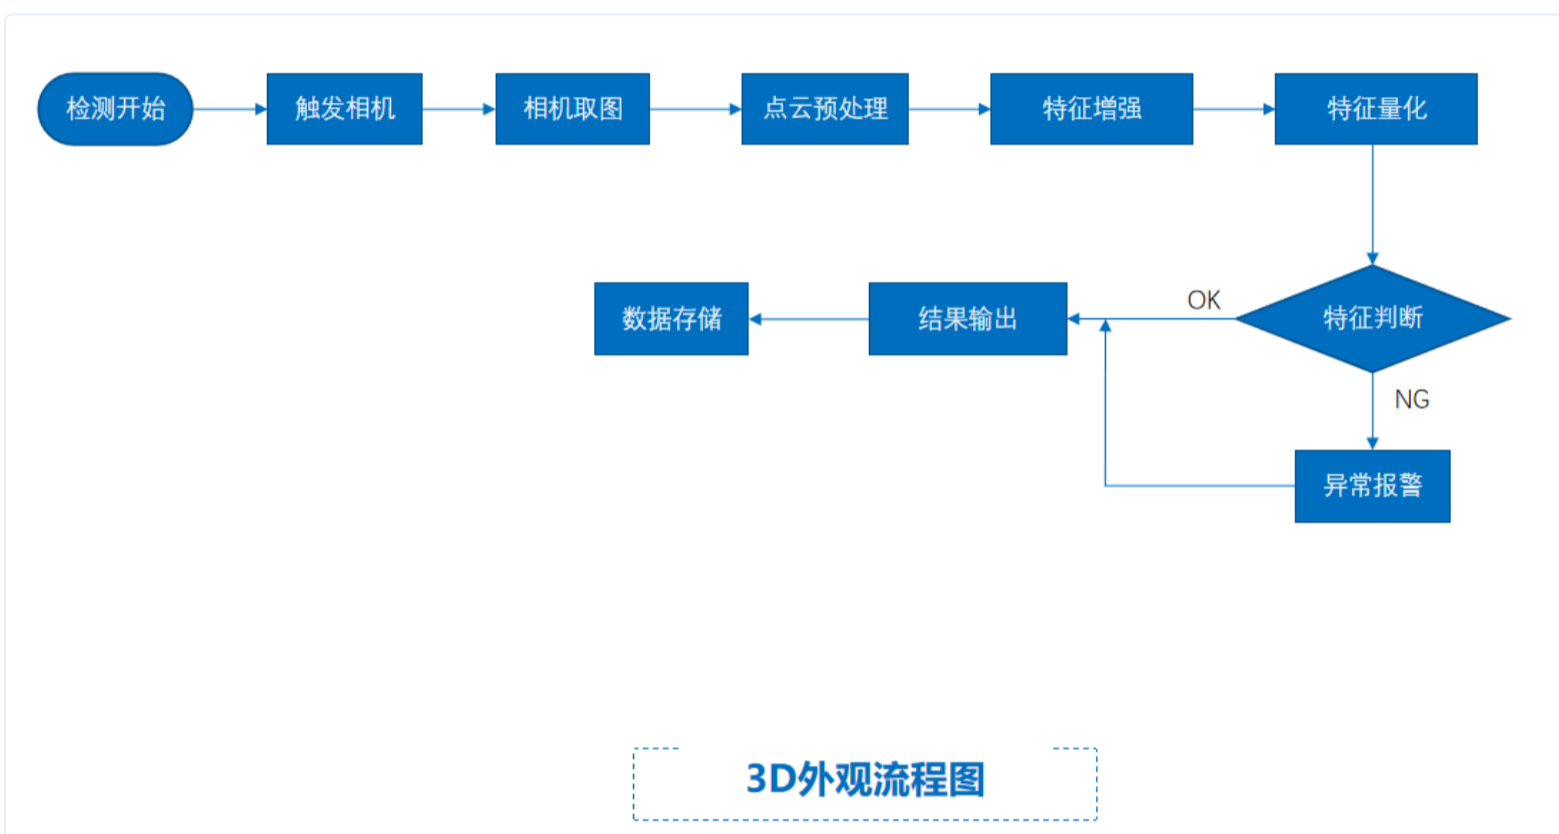 检测开始
触发相机
相机取图
点云预处理
特征增强
特征量化
数据存储
结果输出
OK
特征判断
NG
异常报警
3D外观流程图